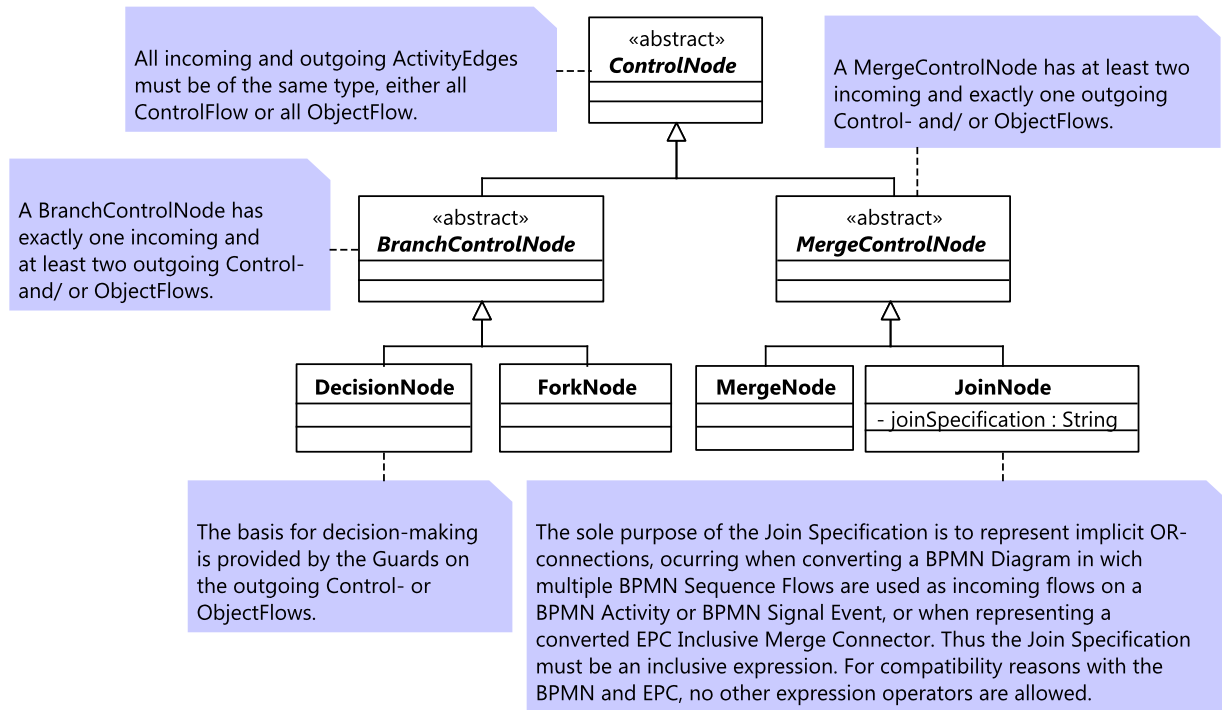 All incoming and outgoing ActivityEdges
must be of the same type, either all
ControlFlow or all ObjectFlow.
«abstract»
ControlNode
A MergeControlNode has at least two
incoming and exactly one outgoing
Control- and/ or ObjectFlows.
A BranchControlNode has
exactly one incoming and
at least two outgoing Control-
and/ or ObjectFlows.
«abstract»
BranchControlNode
«abstract»
MergeControlNode
DecisionNode
ForkNode
MergeNode
JoinNode
- joinSpecification : String
The basis for decision-making
is provided by the Guards on
the outgoing Control- or
ObjectFlows.
The sole purpose of the Join Specification is to represent implicit OR-
connections, ocurring when converting a BPMN Diagram in wich
multiple BPMN Sequence Flows are used as incoming flows on a
BPMN Activity or BPMN Signal Event, or when representing a
converted EPC Inclusive Merge Connector. Thus the Join Specification
must be an inclusive expression. For compatibility reasons with the
BPMN and EPC, no other expression operators are allowed.